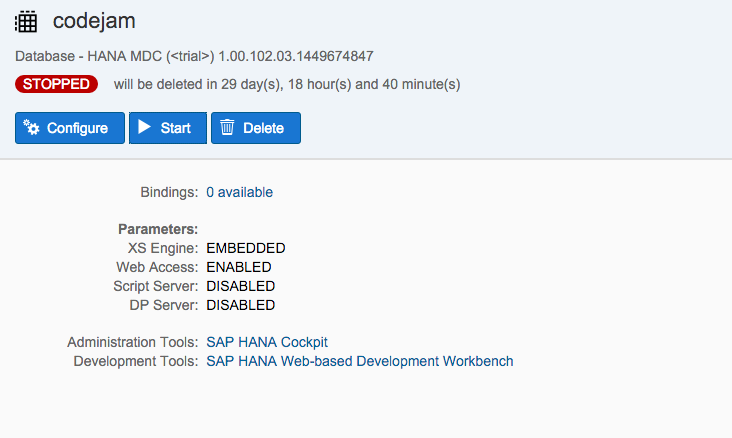 codejam
Database - HANA MDC (<trial>) 1.00.102.03.1449674847
STOPPED will be deleted in 29 day(s), 18 hour(s) and 40 minute(s)
Configure Start Delete
Bindings: 0 available
Parameters:
XS Engine: EMBEDDED
Web Access: ENABLED
Script Server: DISABLED
DP Server: DISABLED
Administration Tools: SAP HANA Cockpit
Development Tools: SAP HANA Web-based Development Workbench